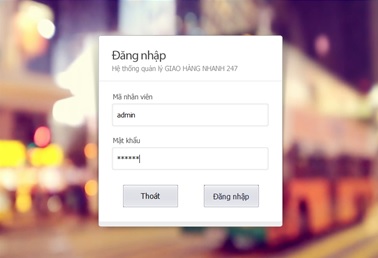 Đăng nhập
Hệ thống quản lý GIAO HÀNG NHANH 247
Mã nhân viên
admin
Mật khẩu
******
Thoát
Đăng nhập